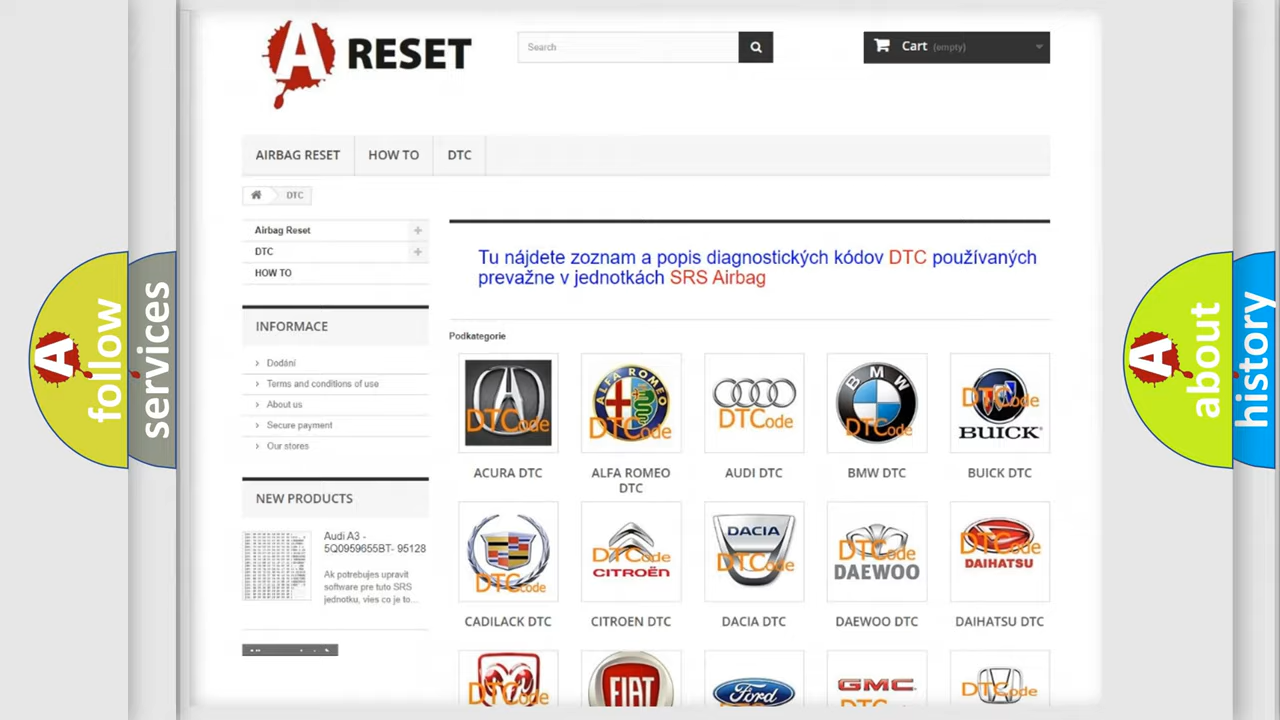 A RESET
Search
Cart (empty)
AIRBAG RESET
HOW TO
DTC
DTC
Airbag Reset
DTC
HOW TO
Tu nájdete zoznam a popis diagnostických kódov DTC používaných
prevažne v jednotkách SRS Airbag
INFORMACE
Dodání
Terms and conditions of use
About us
Secure payment
Our stores
NEW PRODUCTS
Audi A3 -
5Q0959655BT- 95128
Ak potrebujes upravit
software pre tuto SRS
jednotku, vies co je to...
Podkategorie
DTCode
ALFA ROMEO
DTCode
DTCode
BMW
DTCode
DTCode
BUICK
ACURA DTC
ALFA ROMEO
DTC
AUDI DTC
BMW DTC
BUICK DTC
DTCode
DTCode
CITROËN
DACIA
DTCode
DTCode
DAEWOO
DTCode
DAIHATSU
CADILACK DTC
CITROEN DTC
DACIA DTC
DAEWOO DTC
DAIHATSU DTC
DTCode
FIAT
Ford
GMC
DTCode
A
follow
services
A
about
history